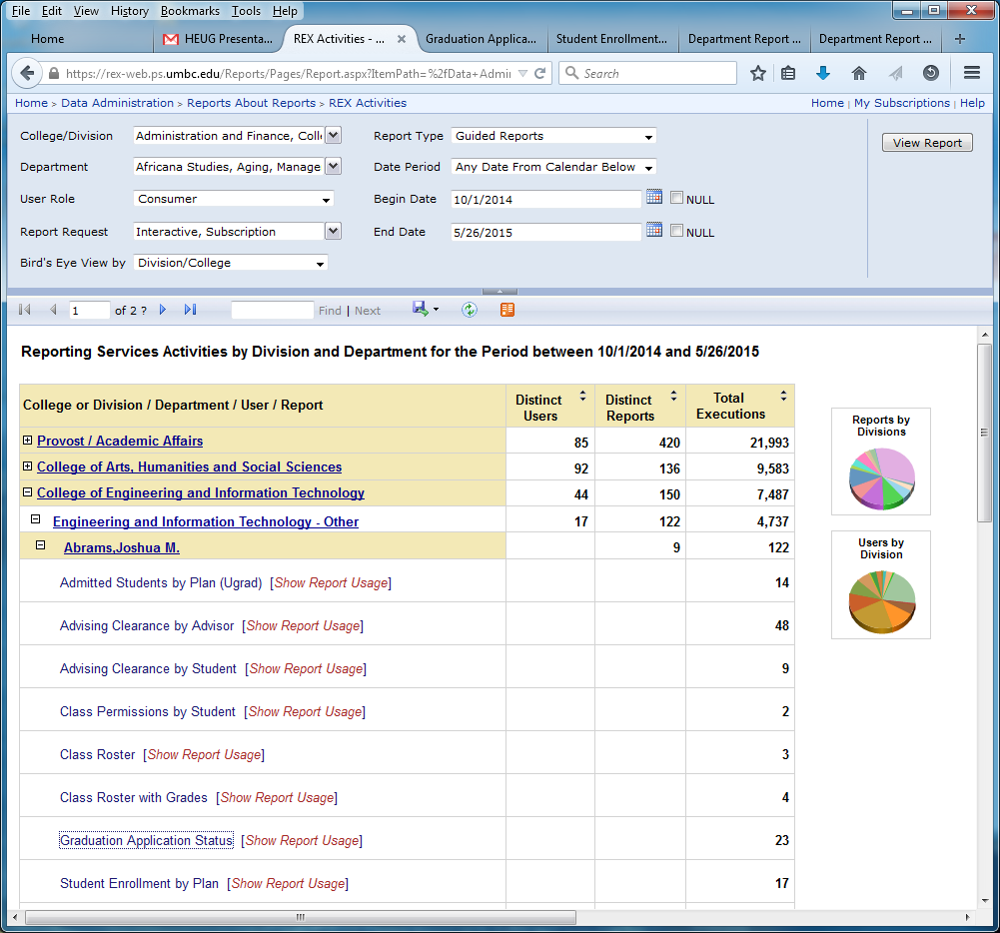 File Edit View History Bookmarks Tools Help
Home HEUG Presenta... REX Activities - ... Graduation Applica... Student Enrollment... Department Report ... Department Report ...
https://rex-web.ps.umbc.edu/Reports/Pages/Report.aspx?ItemPath=%2fData+Admin Search
Home > Data Administration > Reports About Reports > REX Activities Home | My Subscriptions | Help
College/Division Administration and Finance, Coll Report Type Guided Reports View Report
Department Africana Studies, Aging, Manage Date Period Any Date From Calendar Below
User Role Consumer Begin Date 10/1/2014 NULL
Report Request Interactive, Subscription End Date 5/26/2015 NULL
Bird's Eye View by Division/College
1 of 2 ? Find | Next
Reporting Services Activities by Division and Department for the Period between 10/1/2014 and 5/26/2015
College or Division / Department / User / Report Distinct Users Distinct Reports Total Executions
Provost / Academic Affairs 85 420 21,993
College of Arts, Humanities and Social Sciences 92 136 9,583
College of Engineering and Information Technology 44 150 7,487
Engineering and Information Technology - Other 17 122 4,737
Abrams,Joshua M. 9 122
Admitted Students by Plan (Ugrad) [Show Report Usage] 14
Advising Clearance by Advisor [Show Report Usage] 48
Advising Clearance by Student [Show Report Usage] 9
Class Permissions by Student [Show Report Usage] 2
Class Roster [Show Report Usage] 3
Class Roster with Grades [Show Report Usage] 4
Graduation Application Status [Show Report Usage] 23
Student Enrollment by Plan [Show Report Usage] 17
Reports by
Divisions
Users by
Division